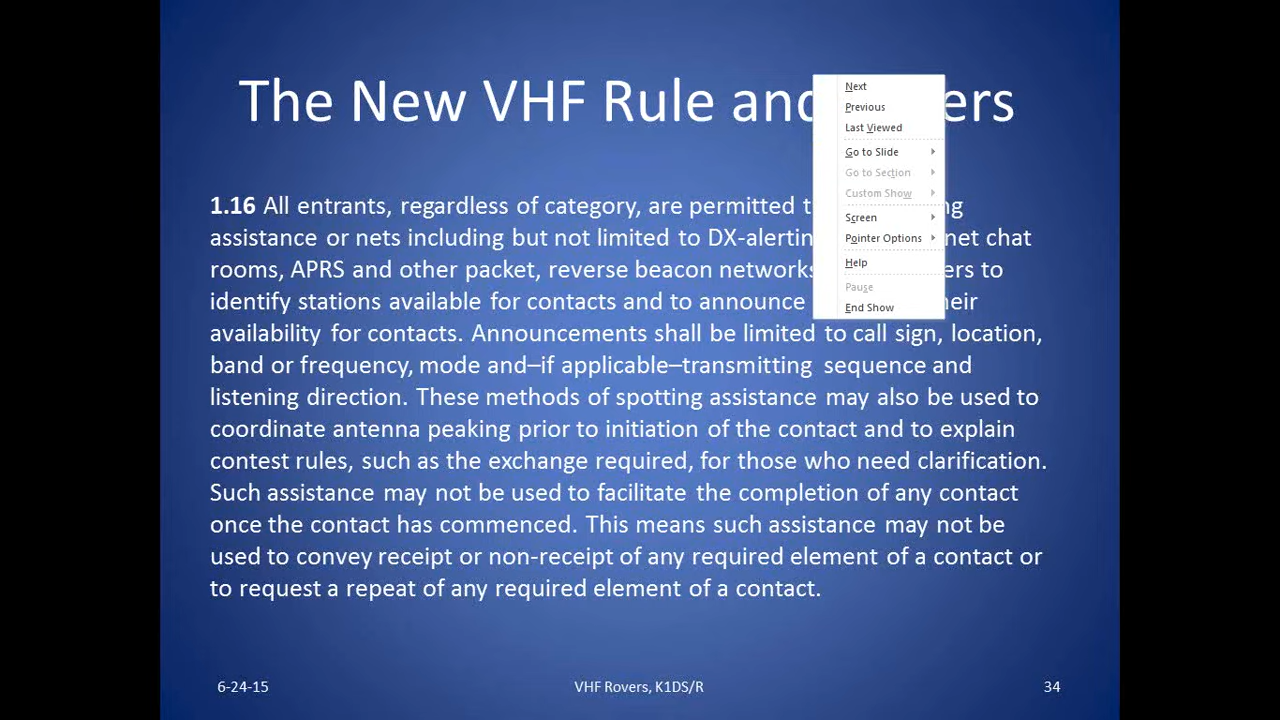 The New VHF Rule and ers
1.16 All entrants, regardless of category, are permitted ng
assistance or nets including but not limited to DX-alertin net chat
rooms, APRS and other packet, reverse beacon networks ers to
identify stations available for contacts and to announce heir
availability for contacts. Announcements shall be limited to call sign, location,
band or frequency, mode and–if applicable–transmitting sequence and
listening direction. These methods of spotting assistance may also be used to
coordinate antenna peaking prior to initiation of the contact and to explain
contest rules, such as the exchange required, for those who need clarification.
Such assistance may not be used to facilitate the completion of any contact
once the contact has commenced. This means such assistance may not be
used to convey receipt or non-receipt of any required element of a contact or
to request a repeat of any required element of a contact.
Next
Previous
Last Viewed
Go to Slide
Go to Section
Custom Show
Screen
Pointer Options
Help
Pause
End Show
6-24-15
VHF Rovers, K1DS/R
34